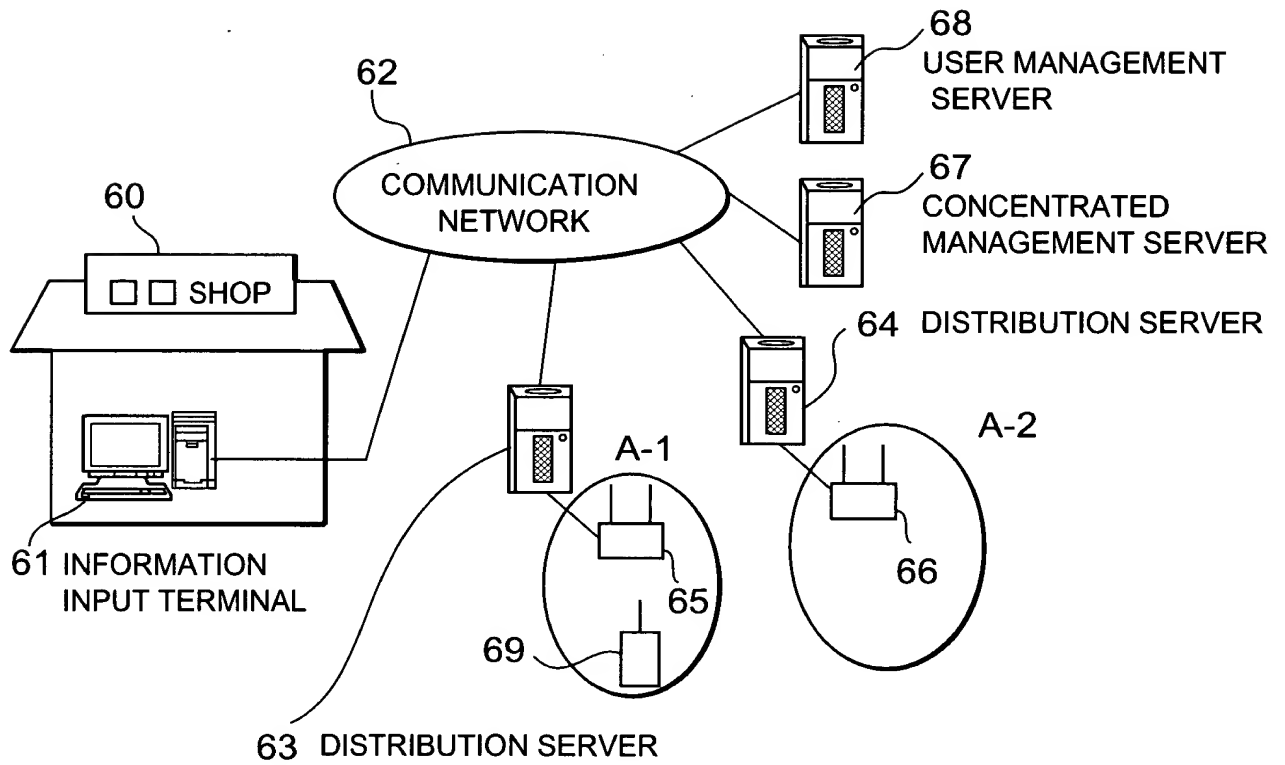 68
USER MANAGEMENT
SERVER
62
COMMUNICATION
NETWORK
67
CONCENTRATED
MANAGEMENT SERVER
60
SHOP
64 DISTRIBUTION SERVER
A-1
A-2
61 INFORMATION
INPUT TERMINAL
65
66
69
63 DISTRIBUTION SERVER